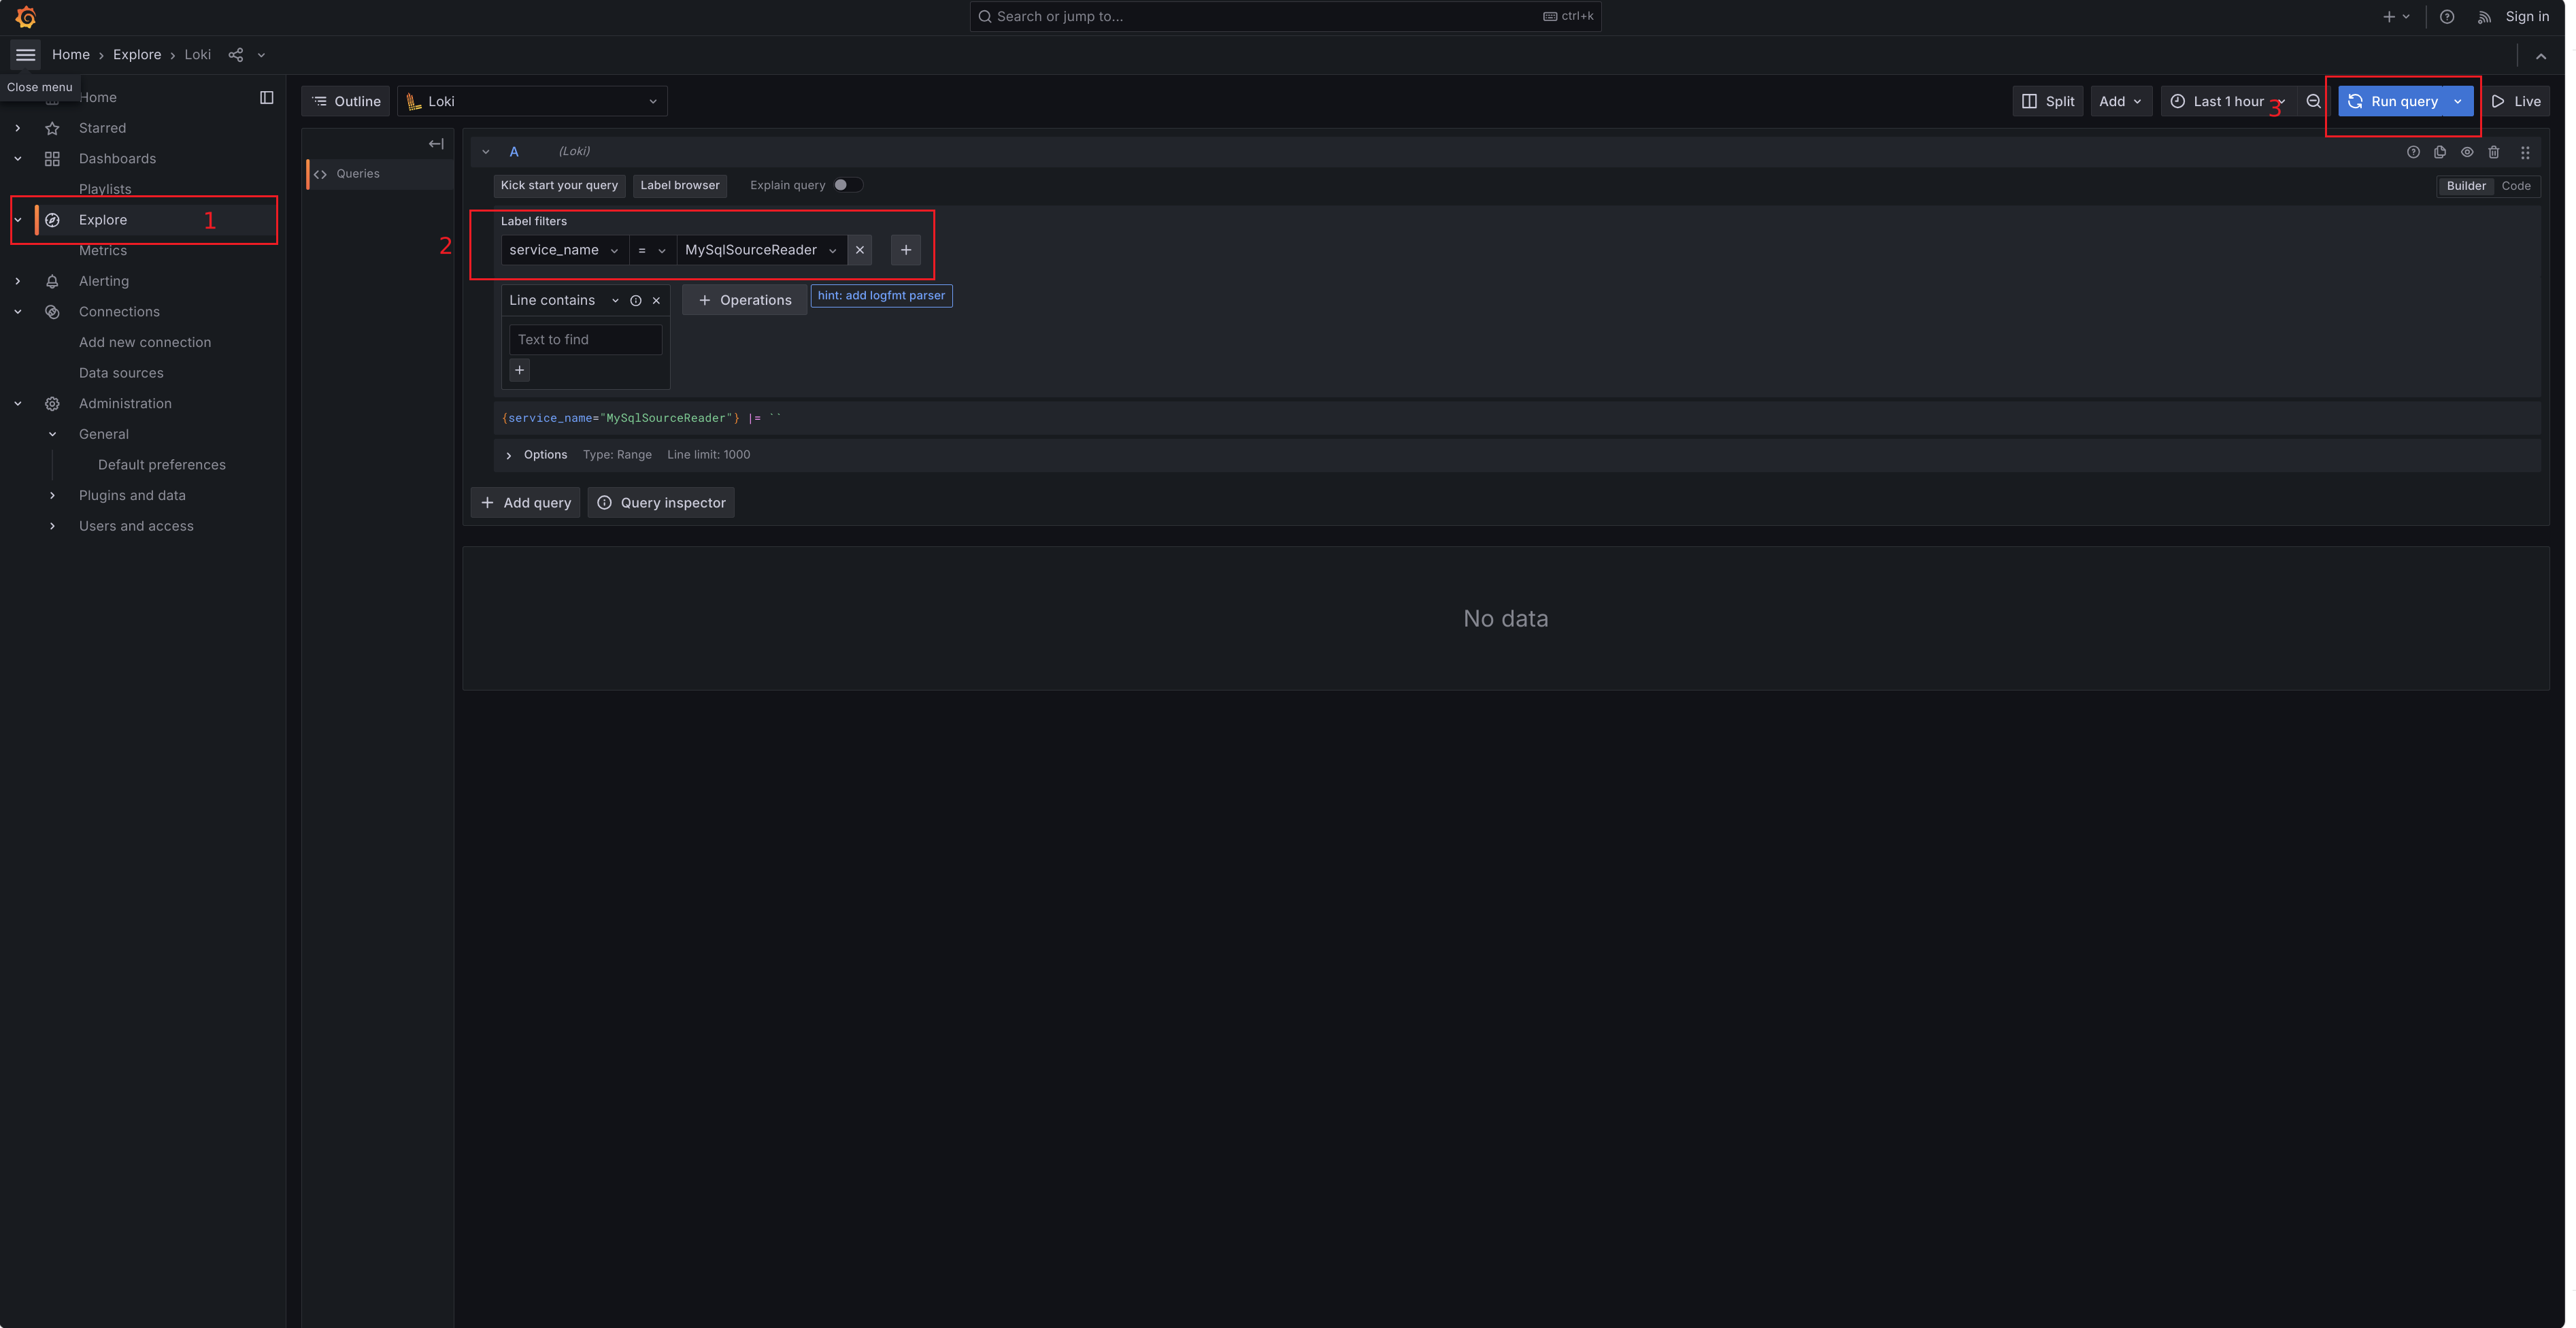 Search or jump to...
ctrl+k
Sign in
Home › Explore › Loki
Close menu
Home
Starred
Dashboards
Playlists
Explore
1
Metrics
Alerting
Connections
Add new connection
Data sources
Administration
General
Default preferences
Plugins and data
Users and access
Outline
Loki
Split
Add
Last 1 hour
3
Run query
Live
Queries
A
(Loki)
Kick start your query
Label browser
Explain query
Builder
Code
2
Label filters
service_name
=
MySqlSourceReader
Line contains
Operations
hint: add logfmt parser
Text to find
{service_name="MySqlSourceReader"} |= ``
Options
Type: Range
Line limit: 1000
Add query
Query inspector
No data